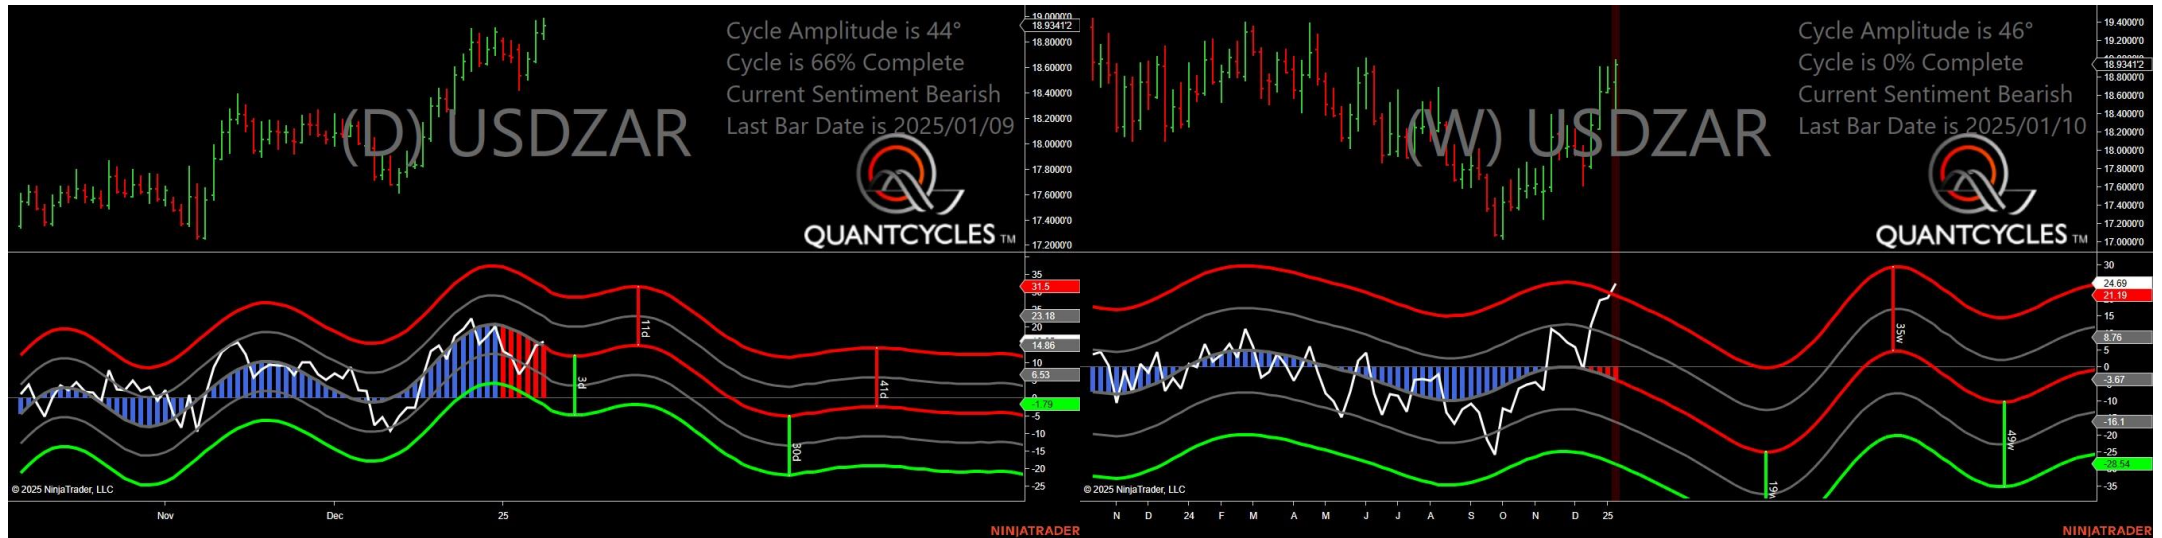 Cycle Amplitude is 44°
Cycle is 66% Complete
Current Sentiment Bearish
Last Bar Date is 2025/01/09
(D) USDZAR
QUANTCYCLES TM
19.0000'0
18.9341'2
18.8000'0
18.6000'0
18.4000'0
18.2000'0
18.0000'0
17.8000'0
17.6000'0
17.4000'0
17.2000'0
35
31.5
23.18
20
14.86
10
6.53
-1.79
-5
-10
-15
-20
-25
11d
3d
30d
41d
© 2025 NinjaTrader, LLC
Nov
Dec
25
NINJATRADER
Cycle Amplitude is 46°
Cycle is 0% Complete
Current Sentiment Bearish
Last Bar Date is 2025/01/10
(W) USDZAR
QUANTCYCLES TM
19.4000'0
19.2000'0
18.9341'2
18.8000'0
18.6000'0
18.4000'0
18.2000'0
18.0000'0
17.8000'0
17.6000'0
17.4000'0
17.2000'0
17.0000'0
30
24.69
21.19
15
8.76
5
0
-3.67
-10
-16.1
-20
-25
-28.54
-35
35w
19w
49w
© 2025 NinjaTrader, LLC
N D 24 F M A M J J A S O N D 25
NINJATRADER